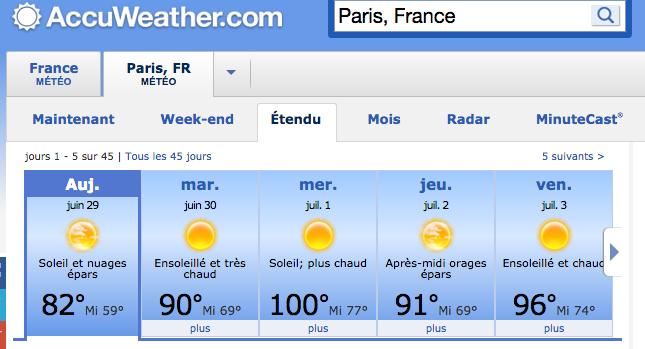 AccuWeather.com
Paris, France
France
MÉTÉO
Paris, FR
MÉTÉO
Maintenant Week-end Étendu Mois Radar MinuteCast®
jours 1 - 5 sur 45 | Tous les 45 jours 5 suivants >
Auj. mar. mer. jeu. ven.
juin 29 juin 30 juil. 1 juil. 2 juil. 3
Soleil et nuages épars
Ensoleillé et très chaud
Soleil; plus chaud
Après-midi orages épars
Ensoleillé et chaud
82° Mi 59° 90° Mi 69° 100° Mi 77° 91° Mi 69° 96° Mi 74°
plus plus plus plus